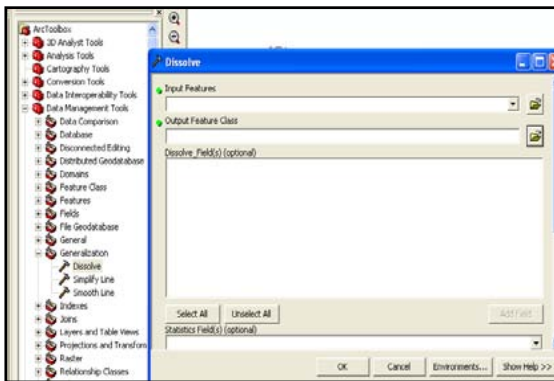 ArcToolbox
3D Analyst Tools
Analysis Tools
Cartography Tools
Conversion Tools
Data Interoperability Tools
Data Management Tools
Data Comparison
Database
Disconnected Editing
Distributed Geodatabase
Domains
Feature Class
Features
Fields
File Geodatabase
General
Generalization
Dissolve
Simplify Line
Smooth Line
Indexes
Joins
Layers and Table Views
Projections and Transform
Raster
Relationship Classes
Dissolve
Input Features
Output Feature Class
Dissolve_Field(s) (optional)
Select All
Unselect All
Add Field
Statistics Field(s) (optional)
OK
Cancel
Environments...
Show Help >>